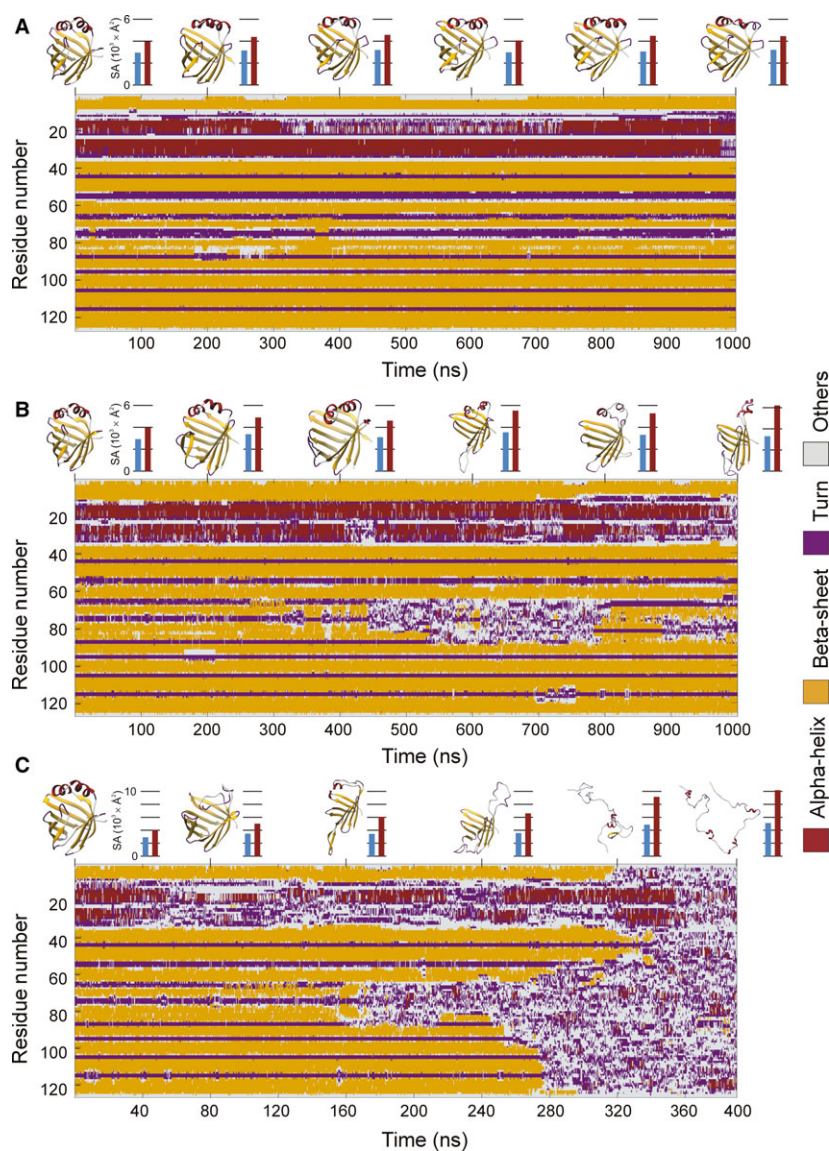 A
SA (10³ × Å²)
6
0
Residue number
20
40
60
80
100
120
100 200 300 400 500 600 700 800 900 1000
Time (ns)
B
SA (10³ × Å²)
6
0
Residue number
20
40
60
80
100
120
100 200 300 400 500 600 700 800 900 1000
Time (ns)
C
SA (10³ × Å²)
10
0
Residue number
20
40
60
80
100
120
40 80 120 160 200 240 280 320 360 400
Time (ns)
Alpha-helix
Beta-sheet
Turn
Others